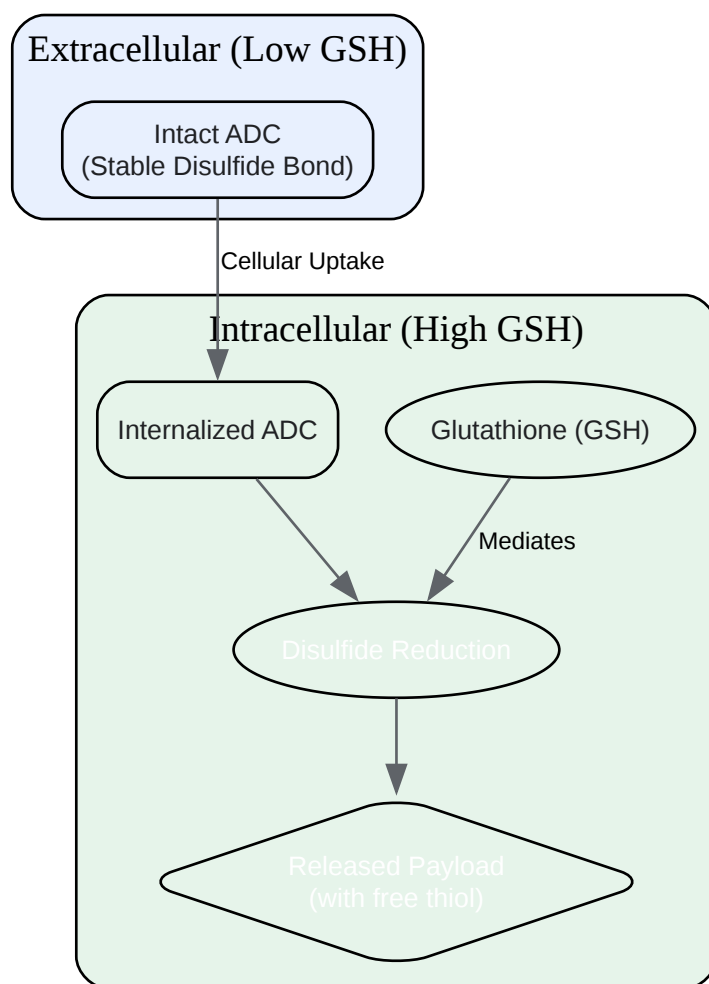 Extracellular (Low GSH)
Intact ADC
(Stable Disulfide Bond)
Cellular Uptake
Intracellular (High GSH)
Internalized ADC
Glutathione (GSH)
Mediates
Disulfide Reduction
Released Payload
(with free thiol)